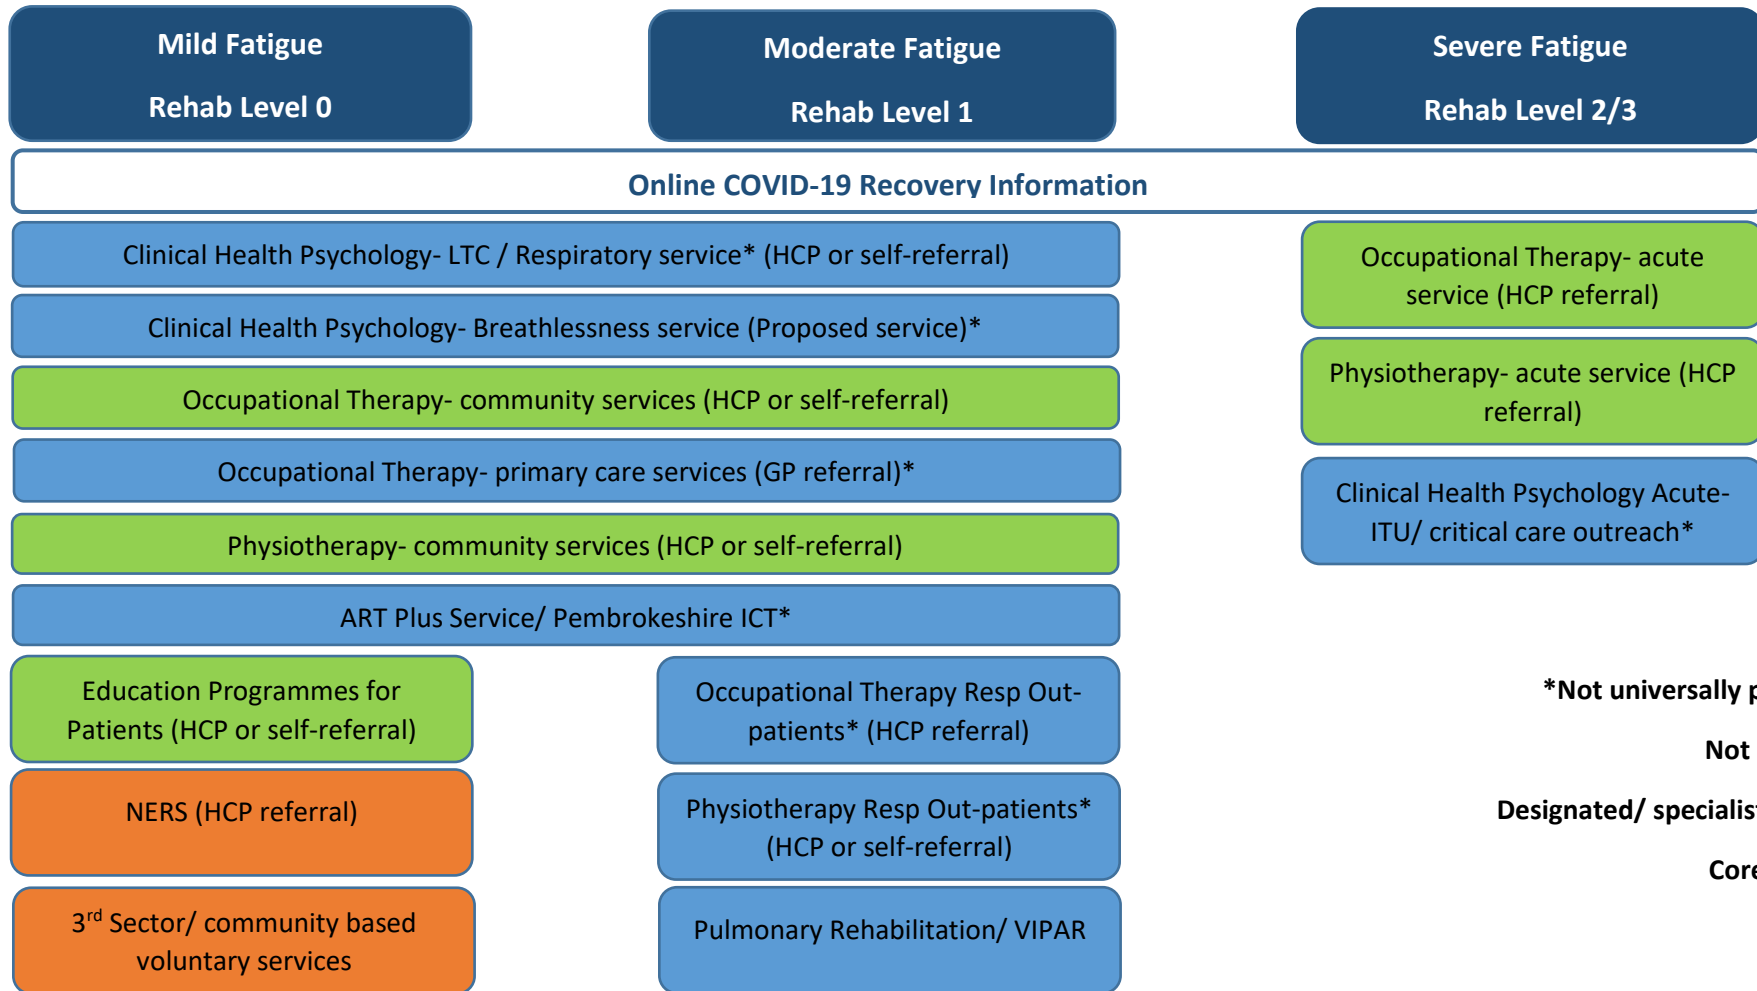 Mild Fatigue
Rehab Level 0
Moderate Fatigue
Rehab Level 1
Severe Fatigue
Rehab Level 2/3
Online COVID-19 Recovery Information
Clinical Health Psychology- LTC / Respiratory service* (HCP or self-referral)
Clinical Health Psychology- Breathlessness service (Proposed service)*
Occupational Therapy- community services (HCP or self-referral)
Occupational Therapy- primary care services (GP referral)*
Physiotherapy- community services (HCP or self-referral)
ART Plus Service/ Pembrokeshire ICT*
Occupational Therapy- acute
service (HCP referral)
Physiotherapy- acute service (HCP
referral)
Clinical Health Psychology Acute-
ITU/ critical care outreach*
Education Programmes for
Patients (HCP or self-referral)
NERS (HCP referral)
3rd Sector/ community based
voluntary services
Occupational Therapy Resp Out-
patients* (HCP referral)
Physiotherapy Resp Out-patients*
(HCP or self-referral)
Pulmonary Rehabilitation/ VIPAR
*Not universally
Not
Designated/ specialist
Core